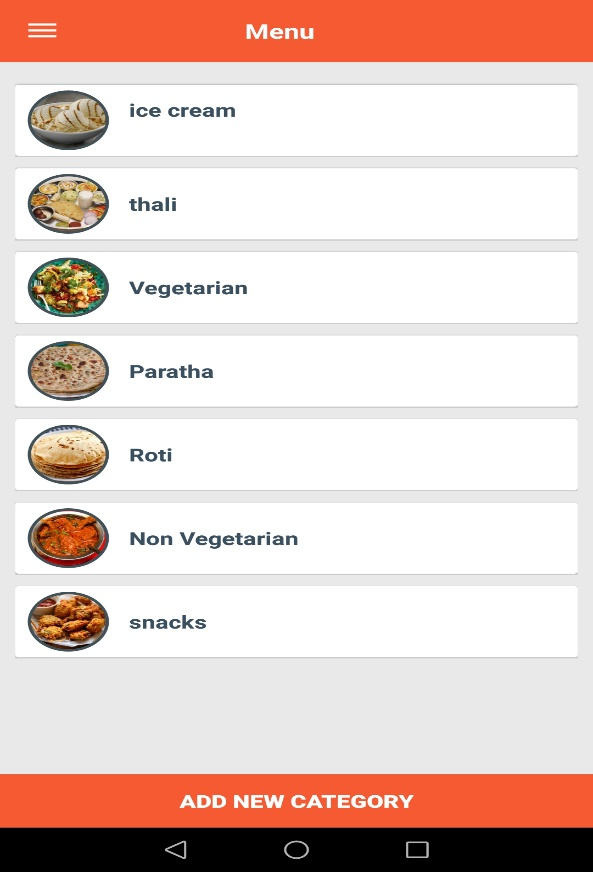 Menu
ice cream
thali
Vegetarian
Paratha
Roti
Non Vegetarian
snacks
ADD NEW CATEGORY